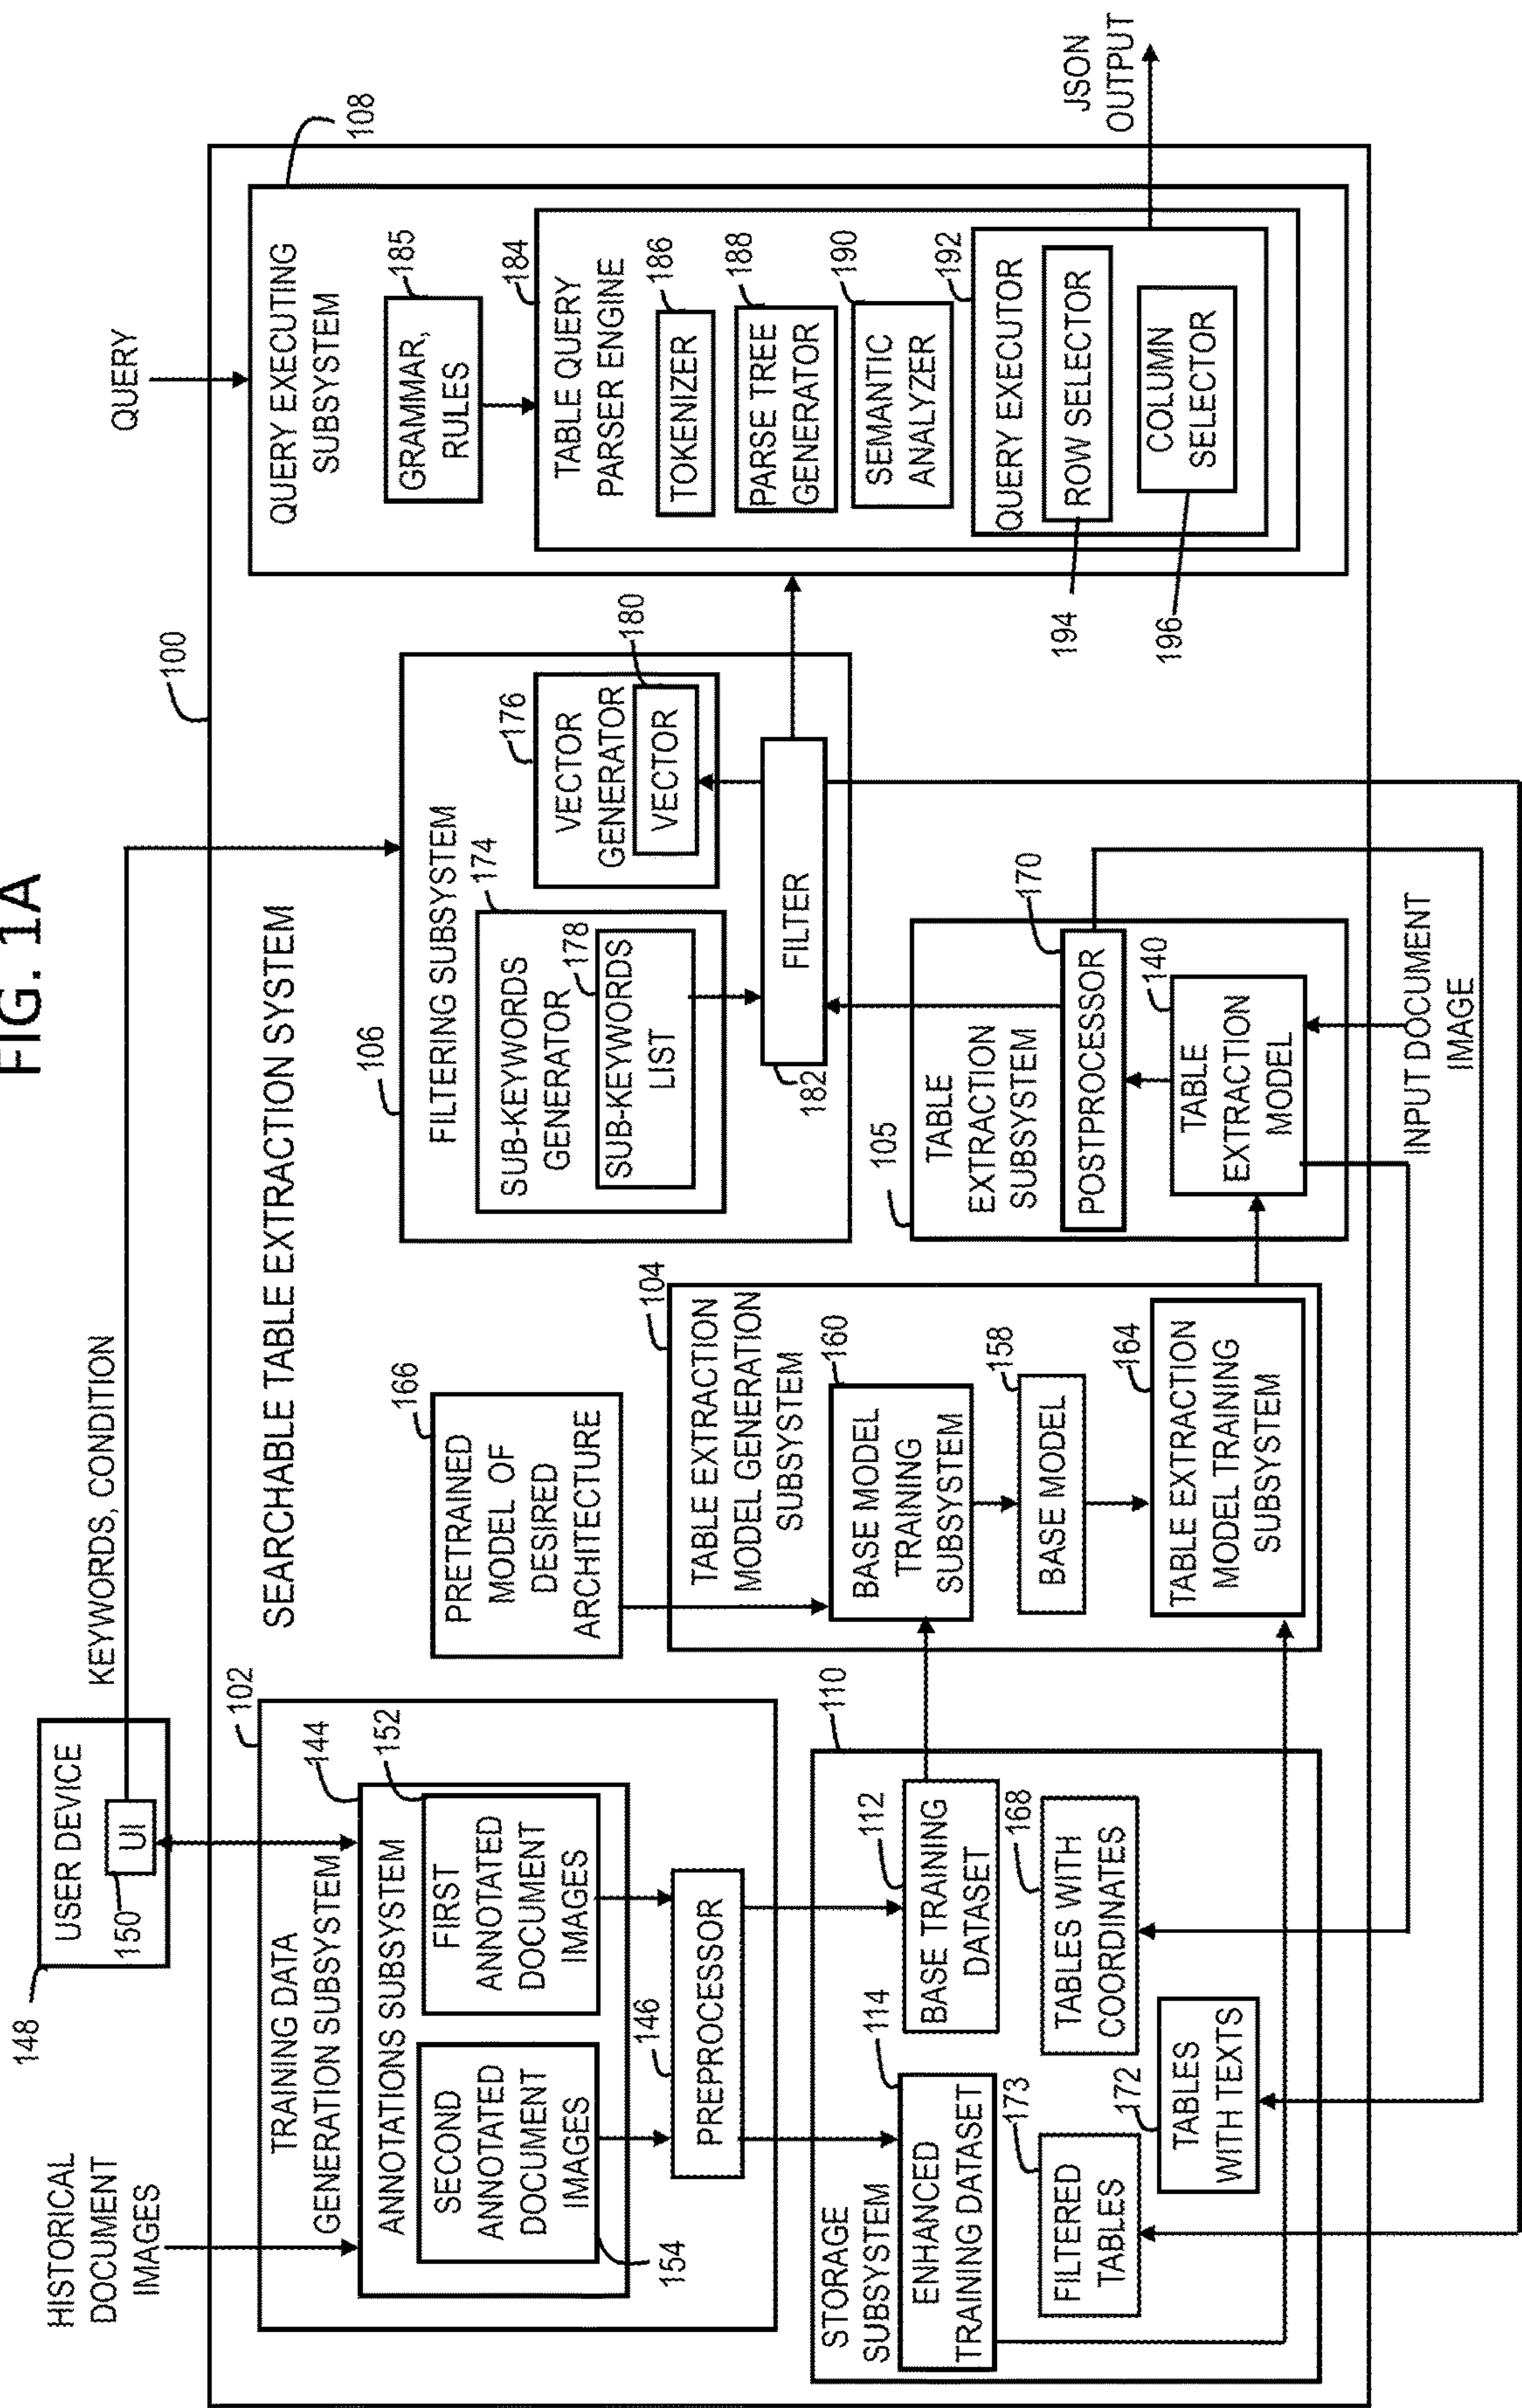 FIG. 1A
HISTORICAL
DOCUMENT
IMAGES
148
USER DEVICE
UI
150
KEYWORDS, CONDITION
100
QUERY
SEARCHABLE TABLE EXTRACTION SYSTEM
102
TRAINING DATA
GENERATION SUBSYSTEM
144
ANNOTATIONS SUBSYSTEM
152
SECOND
ANNOTATED
DOCUMENT
IMAGES
154
FIRST
ANNOTATED
DOCUMENT
IMAGES
146
PREPROCESSOR
110
STORAGE
SUBSYSTEM
114
ENHANCED
TRAINING DATASET
112
BASE TRAINING
DATASET
173
FILTERED
TABLES
168
TABLES WITH
COORDINATES
172
TABLES
WITH TEXTS
166
PRETRAINED
MODEL OF
DESIRED
ARCHITECTURE
104
TABLE EXTRACTION
MODEL GENERATION
SUBSYSTEM
160
BASE MODEL
TRAINING
SUBSYSTEM
158
BASE MODEL
164
TABLE EXTRACTION
MODEL TRAINING
SUBSYSTEM
106
FILTERING SUBSYSTEM
174
SUB-KEYWORDS
GENERATOR
178
SUB-KEYWORDS
LIST
176
VECTOR
GENERATOR
180
VECTOR
FILTER
182
105
TABLE
EXTRACTION
SUBSYSTEM
170
POSTPROCESSOR
140
TABLE
EXTRACTION
MODEL
INPUT DOCUMENT
IMAGE
108
QUERY EXECUTING
SUBSYSTEM
185
GRAMMAR,
RULES
184
TABLE QUERY
PARSER ENGINE
186
TOKENIZER
188
PARSE TREE
GENERATOR
190
SEMANTIC
ANALYZER
192
QUERY EXECUTOR
ROW SELECTOR
194
COLUMN
SELECTOR
196
JSON
OUTPUT